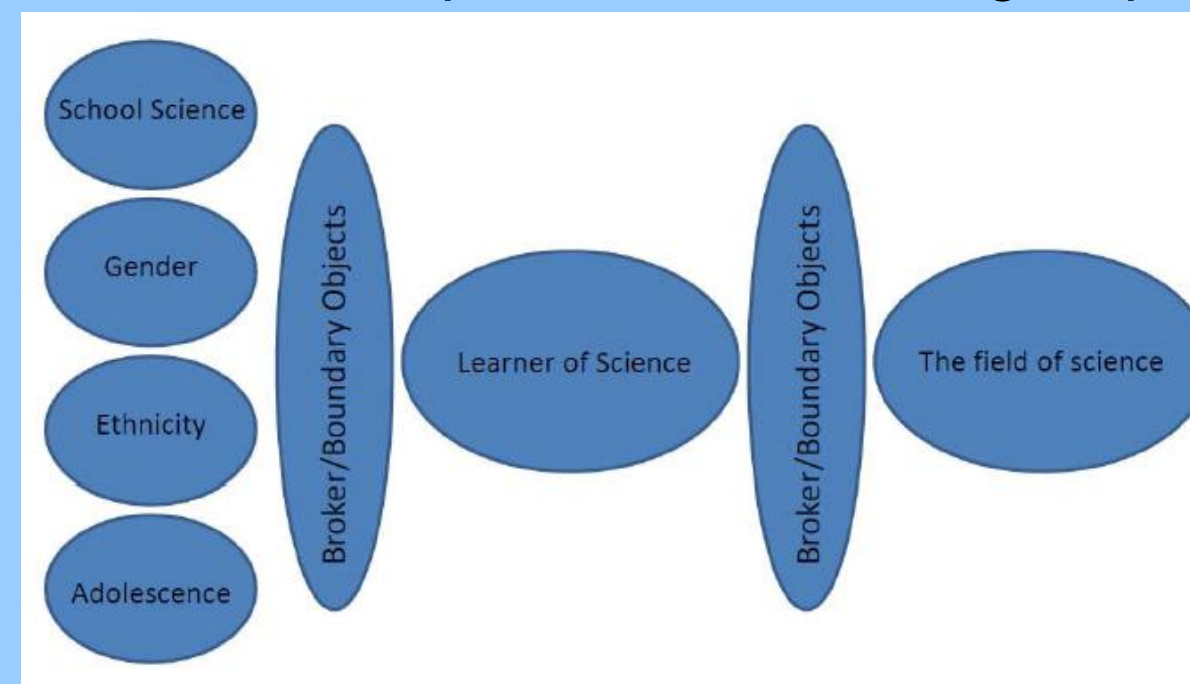 School Science
Gender
Ethnicity
Adolescence
Broker/Boundary Objects
Learner of Science
Broker/Boundary Objects
The field of science